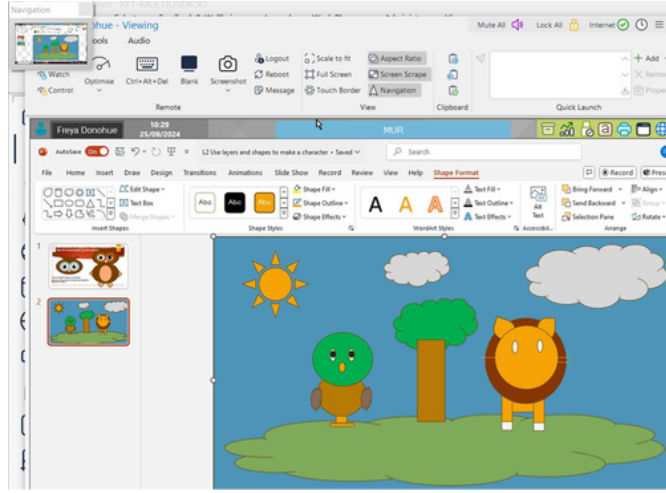 Navigation
hue - Viewing
Mute All
Lock All
Internet
ools
Audio
Watch
Control
Optimise
Ctrl+Alt+Del
Blank
Screenshot
Logout
Reboot
Message
Scale to fit
Full Screen
Touch Border
Aspect Ratio
Screen Scrape
Navigation
+ Add
Remote
View
Clipboard
Quick Launch
Freya Donohue
10:29
25/09/2024
MUR
AutoSave On
L2 Use layers and shapes to make a character • Saved
Search
File Home Insert Draw Design Transitions Animations Slide Show Record Review View Help Shape Format
Record
Edit Shape
Text Box
Merge Shapes
Abc Abc Abc
Shape Fill
Shape Outline
Shape Effects
A A A
Text Fill
Text Outline
Text Effects
Alt
Text
Bring Forward
Send Backward
Selection Pane
Align
Group
Rotate
Insert Shapes
Shape Styles
WordArt Styles
Accessibil...
Arrange
1
2